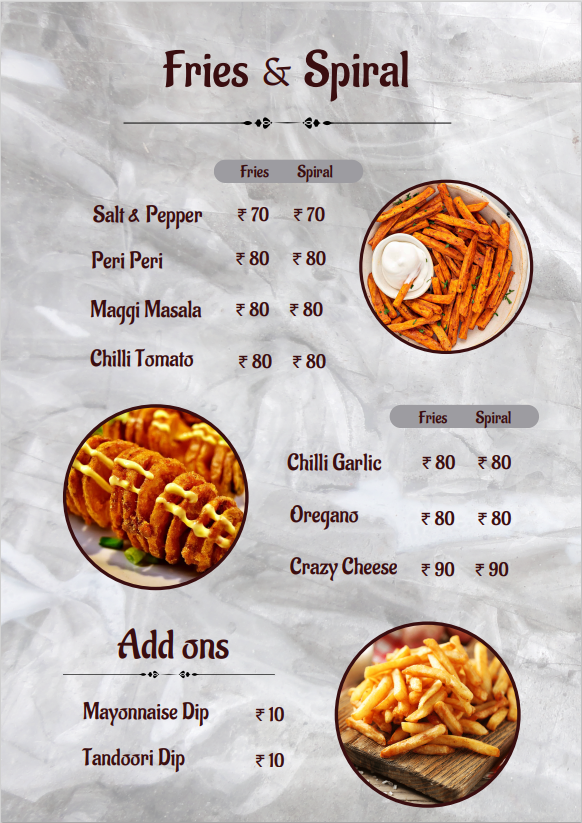 Fries & Spiral
Fries Spiral
Salt & Pepper ₹ 70 ₹ 70
Peri Peri ₹ 80 ₹ 80
Maggi Masala ₹ 80 ₹ 80
Chilli Tomato ₹ 80 ₹ 80
Fries Spiral
Chilli Garlic ₹ 80 ₹ 80
Oregano ₹ 80 ₹ 80
Crazy Cheese ₹ 90 ₹ 90
Add ons
Mayonnaise Dip ₹ 10
Tandoori Dip ₹ 10